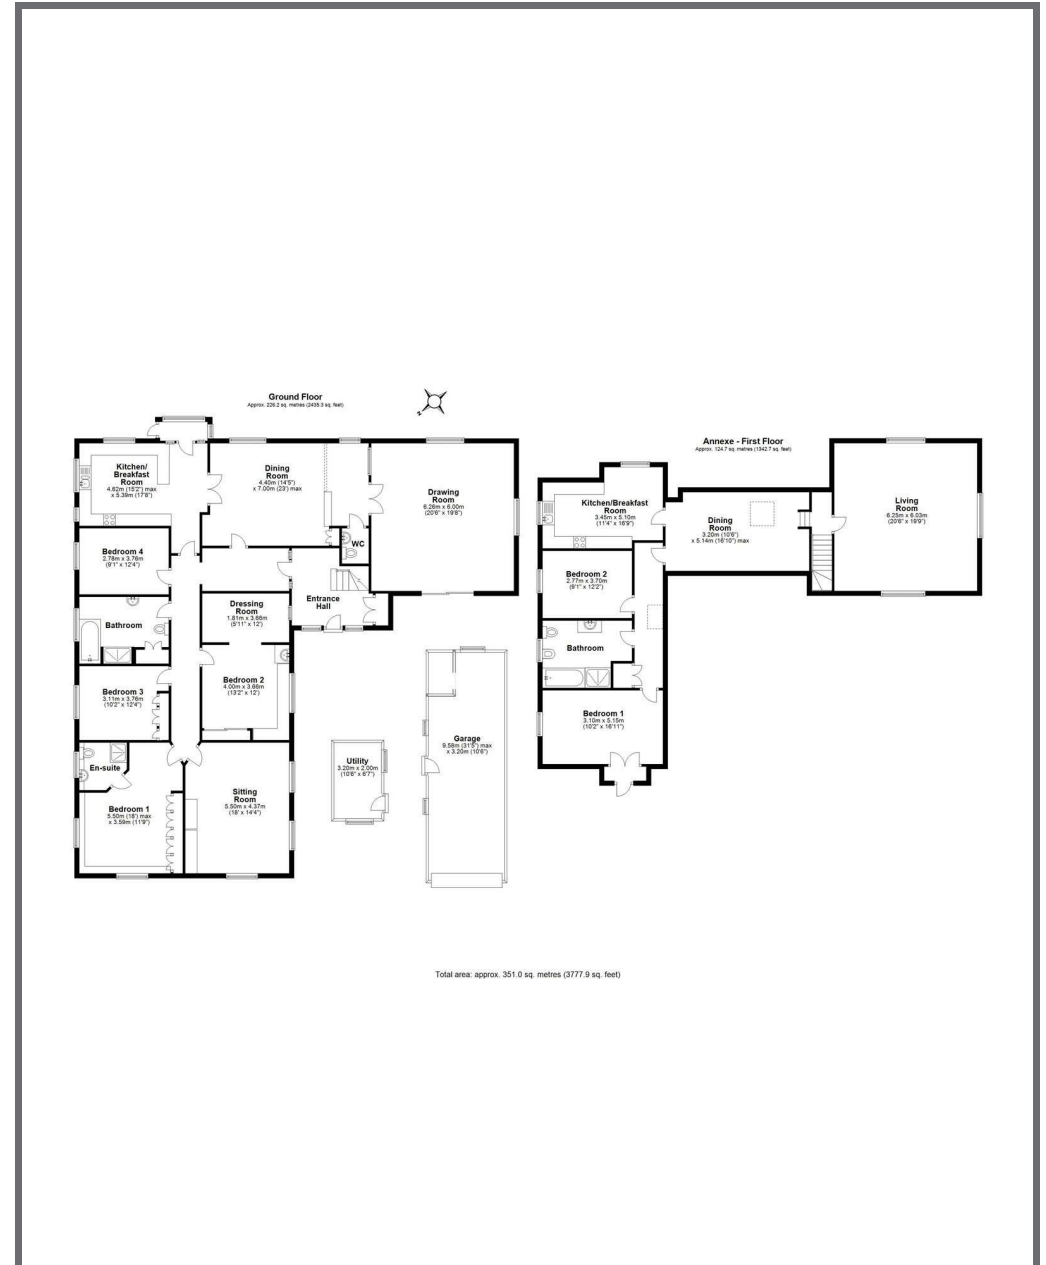 Ground Floor
Approx. 226.2 sq. metres (2435.3 sq. feet)
Kitchen/
Breakfast
Room
4.62m (15'2") max
x 5.39m (17'8")
Dining
Room
4.40m (14'5")
x 7.00m (23') max
Drawing
Room
6.26m x 6.00m
(20'6" x 19'8")
WC
Bedroom 4
2.78m x 3.76m
(9'1" x 12'4")
Entrance
Hall
Dressing
Room
1.81m x 3.66m
(5'11" x 12')
Bathroom
Bedroom 2
4.00m x 3.66m
(13'2" x 12')
Bedroom 3
3.11m x 3.76m
(10'2" x 12'4")
En-suite
Bedroom 1
5.50m (18') max
x 3.59m (11'9")
Sitting
Room
5.50m x 4.37m
(18' x 14'4")
Utility
3.20m x 2.00m
(10'6" x 6'7")
Garage
9.58m (31'5") max
x 3.20m (10'6")
Annexe - First Floor
Approx. 124.7 sq. metres (1342.7 sq. feet)
Kitchen/Breakfast
Room
3.45m x 5.10m
(11'4" x 16'9")
Dining
Room
3.20m (10'6")
x 5.14m (16'10") max
Living
Room
6.25m x 6.03m
(20'6" x 19'9")
Bedroom 2
2.77m x 3.70m
(9'1" x 12'2")
Bathroom
Bedroom 1
3.10m x 5.15m
(10'2" x 16'11")
Total area: approx. 351.0 sq. metres (3777.9 sq. feet)